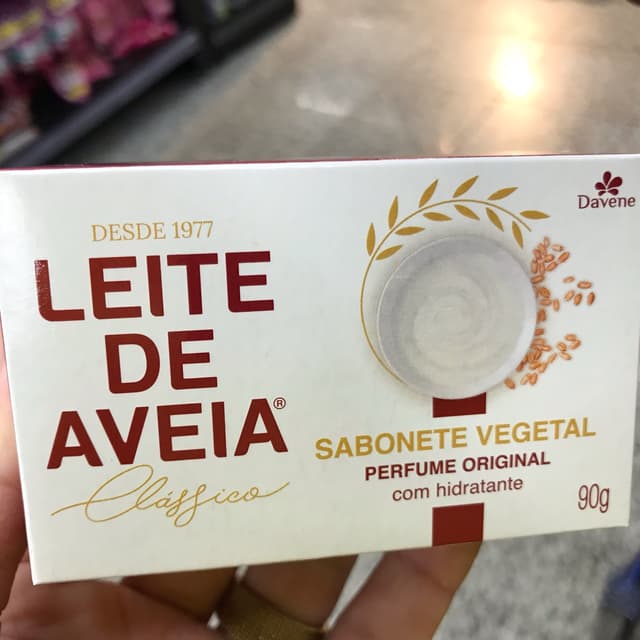 DESDE 1977
LEITE
DE
AVEIA®
Clássico
Davene
SABONETE VEGETAL
PERFUME ORIGINAL
com hidratante
90g